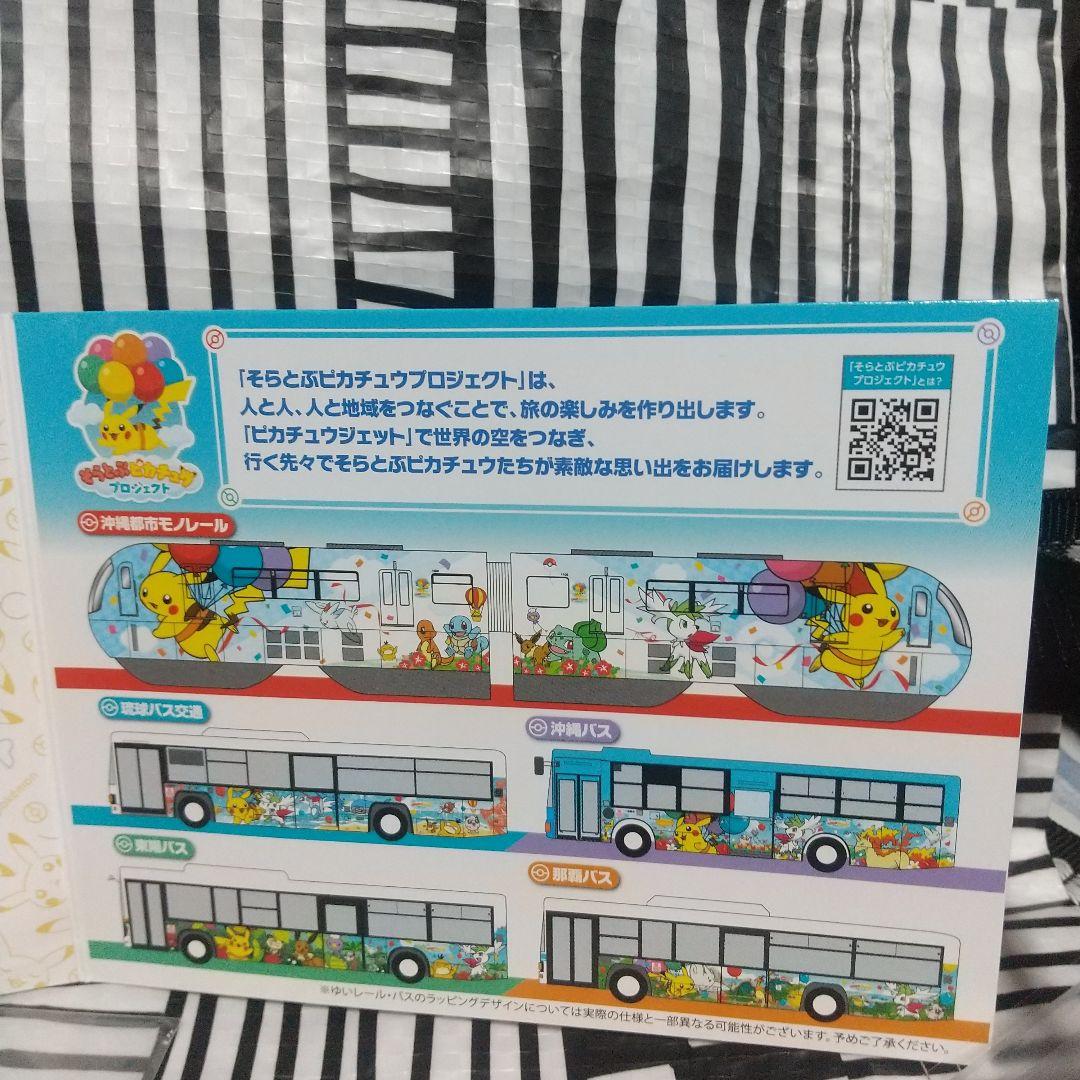 そらとぶピカチュウ
プロジェクト
「そらとぶピカチュウプロジェクト」は、
人と人、人と地域をつなぐことで、旅の楽しみを作り出します。
「ピカチュウジェット」で世界の空をつなぎ、
行く先々でそらとぶピカチュウたちが素敵な思い出をお届けします。
「そらとぶピカチュウ
プロジェクト」とは?
沖縄都市モノレール
琉球バス交通
沖縄バス
東陽バス
那覇バス
※ゆいレール・バスのラッピングデザインについては実際の仕様と一部異なる可能性がございます。予めご了承ください。